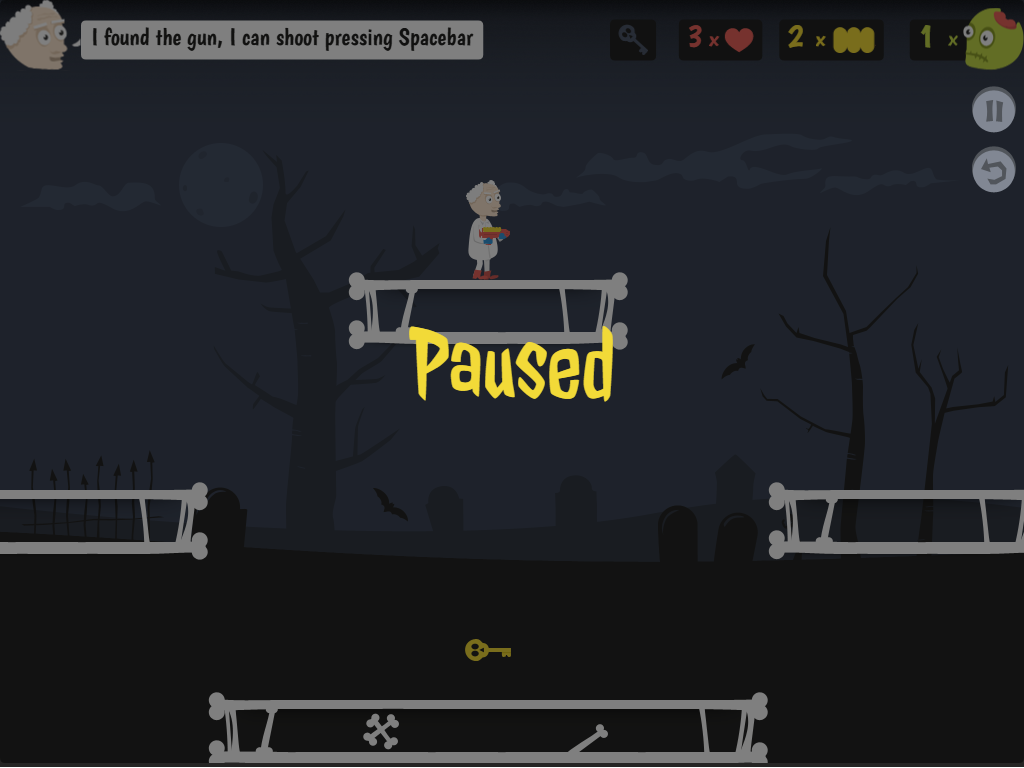 I found the gun, I can shoot pressing Spacebar
3 x
2 x
1 x
Paused